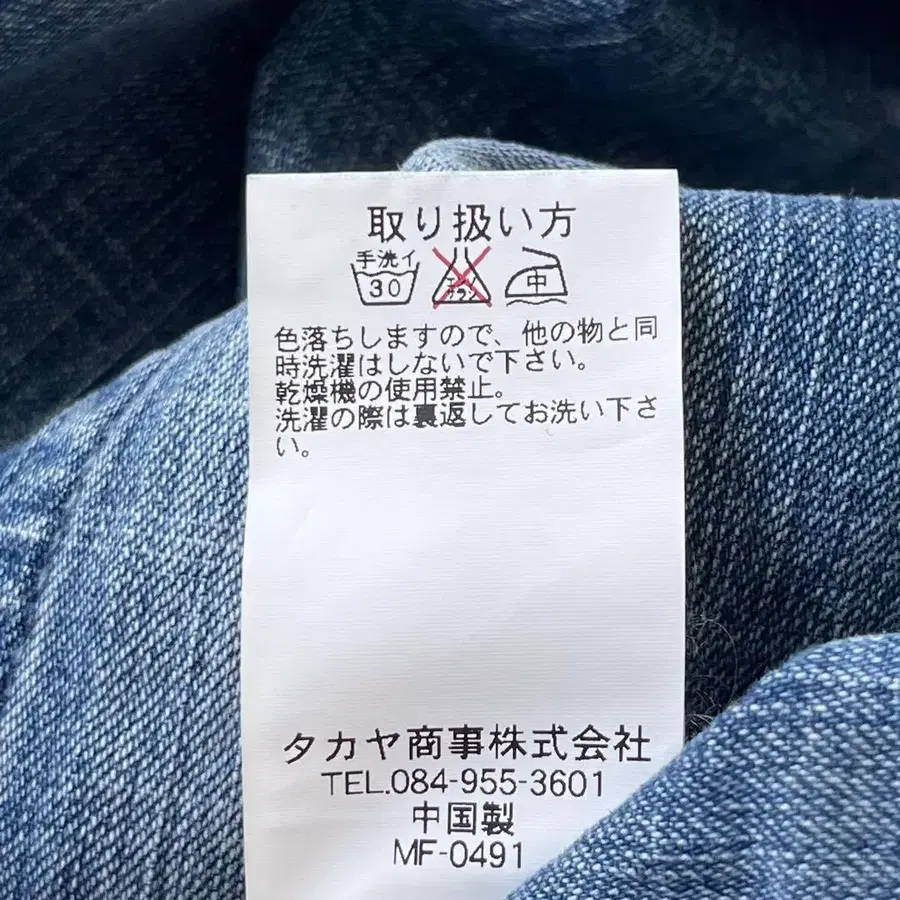 取り扱い方
手洗イ 中
30
色落ちしますので、他の物と同
時洗濯はしないで下さい。
乾燥機の使用禁止。
洗濯の際は裏返してお洗い下さ
い。
タカヤ商事株式会社
TEL.084-955-3601
中国製
MF-0491